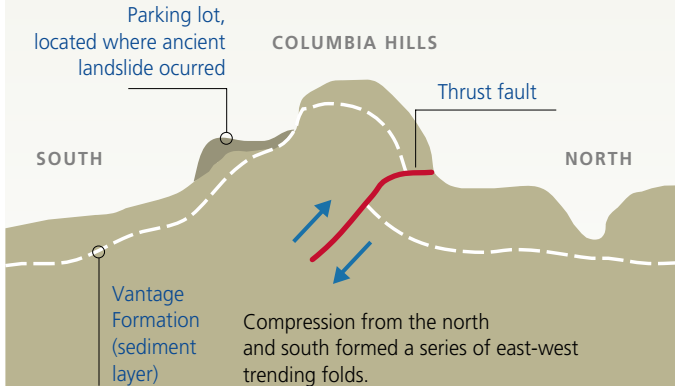 Parking lot,
located where ancient
landslide ocurred
COLUMBIA HILLS
Thrust fault
SOUTH
NORTH
Vantage
Formation
(sediment
layer)
Compression from the north
and south formed a series of east-west
trending folds.